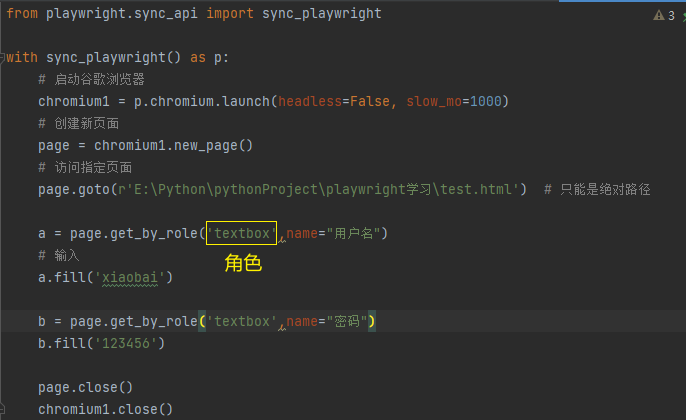 from playwright.sync_api import sync_playwright
3
with sync_playwright() as p:
# 启动谷歌浏览器
chromium1 = p.chromium.launch(headless=False, slow_mo=1000)
# 创建新页面
page = chromium1.new_page()
# 访问指定页面
page.goto(r'E:\Python\pythonProject\playwright学习\test.html')  # 只能是绝对路径
a = page.get_by_role('textbox',name="用户名")
角色
# 输入
a.fill('xiaobai')
b = page.get_by_role('textbox',name="密码")
b.fill('123456')
page.close()
chromium1.close()